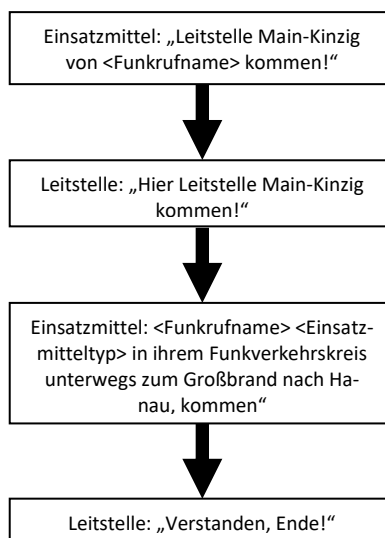 Einsatzmittel: „Leitstelle Main-Kinzig
von <Funkrufname> kommen!“
Leitstelle: „Hier Leitstelle Main-Kinzig
kommen!“
Einsatzmittel: <Funkrufname> <Einsatz-
mitteltyp> in ihrem Funkverkehrskreis
unterwegs zum Großbrand nach Ha-
nau, kommen“
Leitstelle: „Verstanden, Ende!“